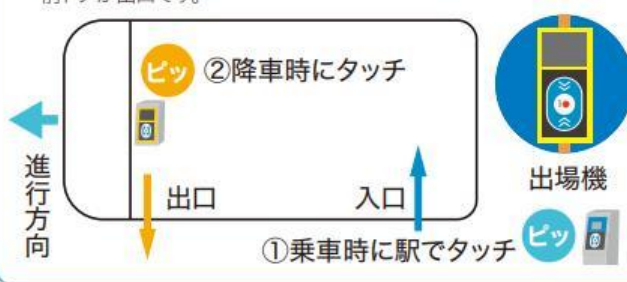 ピッ ②降車時にタッチ
進行方向
出口
入口
出場機
①乗車時に駅でタッチ ピッ